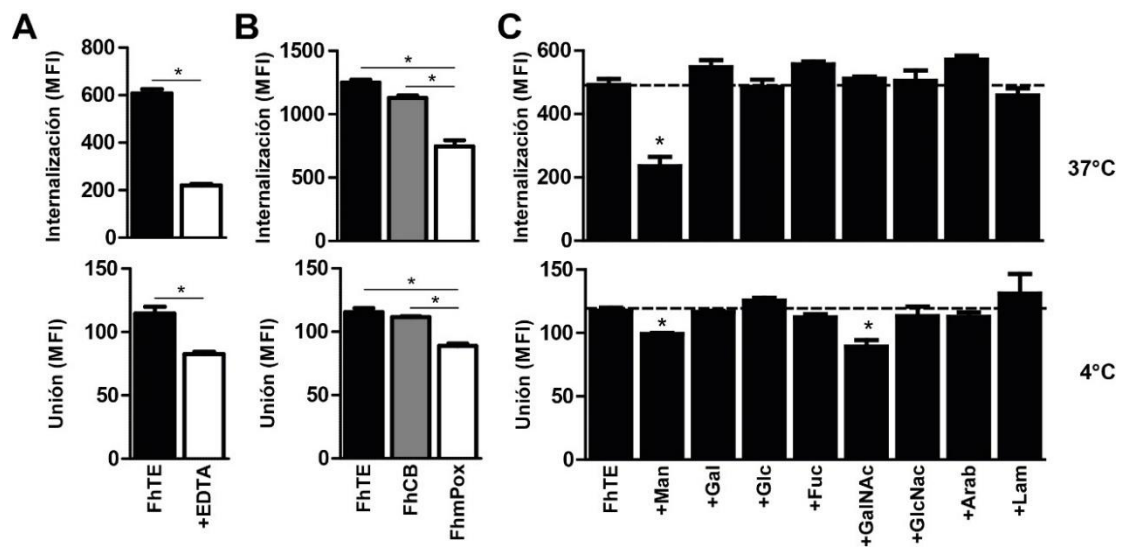 A
B
C
Internalización (MFI)
800
600
400
200
0
*
Internalización (MFI)
1500
1000
1300
500
0
*
*
Internalización (MFI)
600
400
200
0
*
37°C
Unión (MFI)
150
100
50
0
*
FhTE
+EDTA
Unión (MFI)
150
100
50
0
*
*
FhTE
FhCB
FhmPox
Unión (MFI)
150
100
50
0
*
*
4°C
FhTE
+Man
+Gal
+Glc
+Fuc
+GalNAc
+GlcNac
+Arab
+Lam